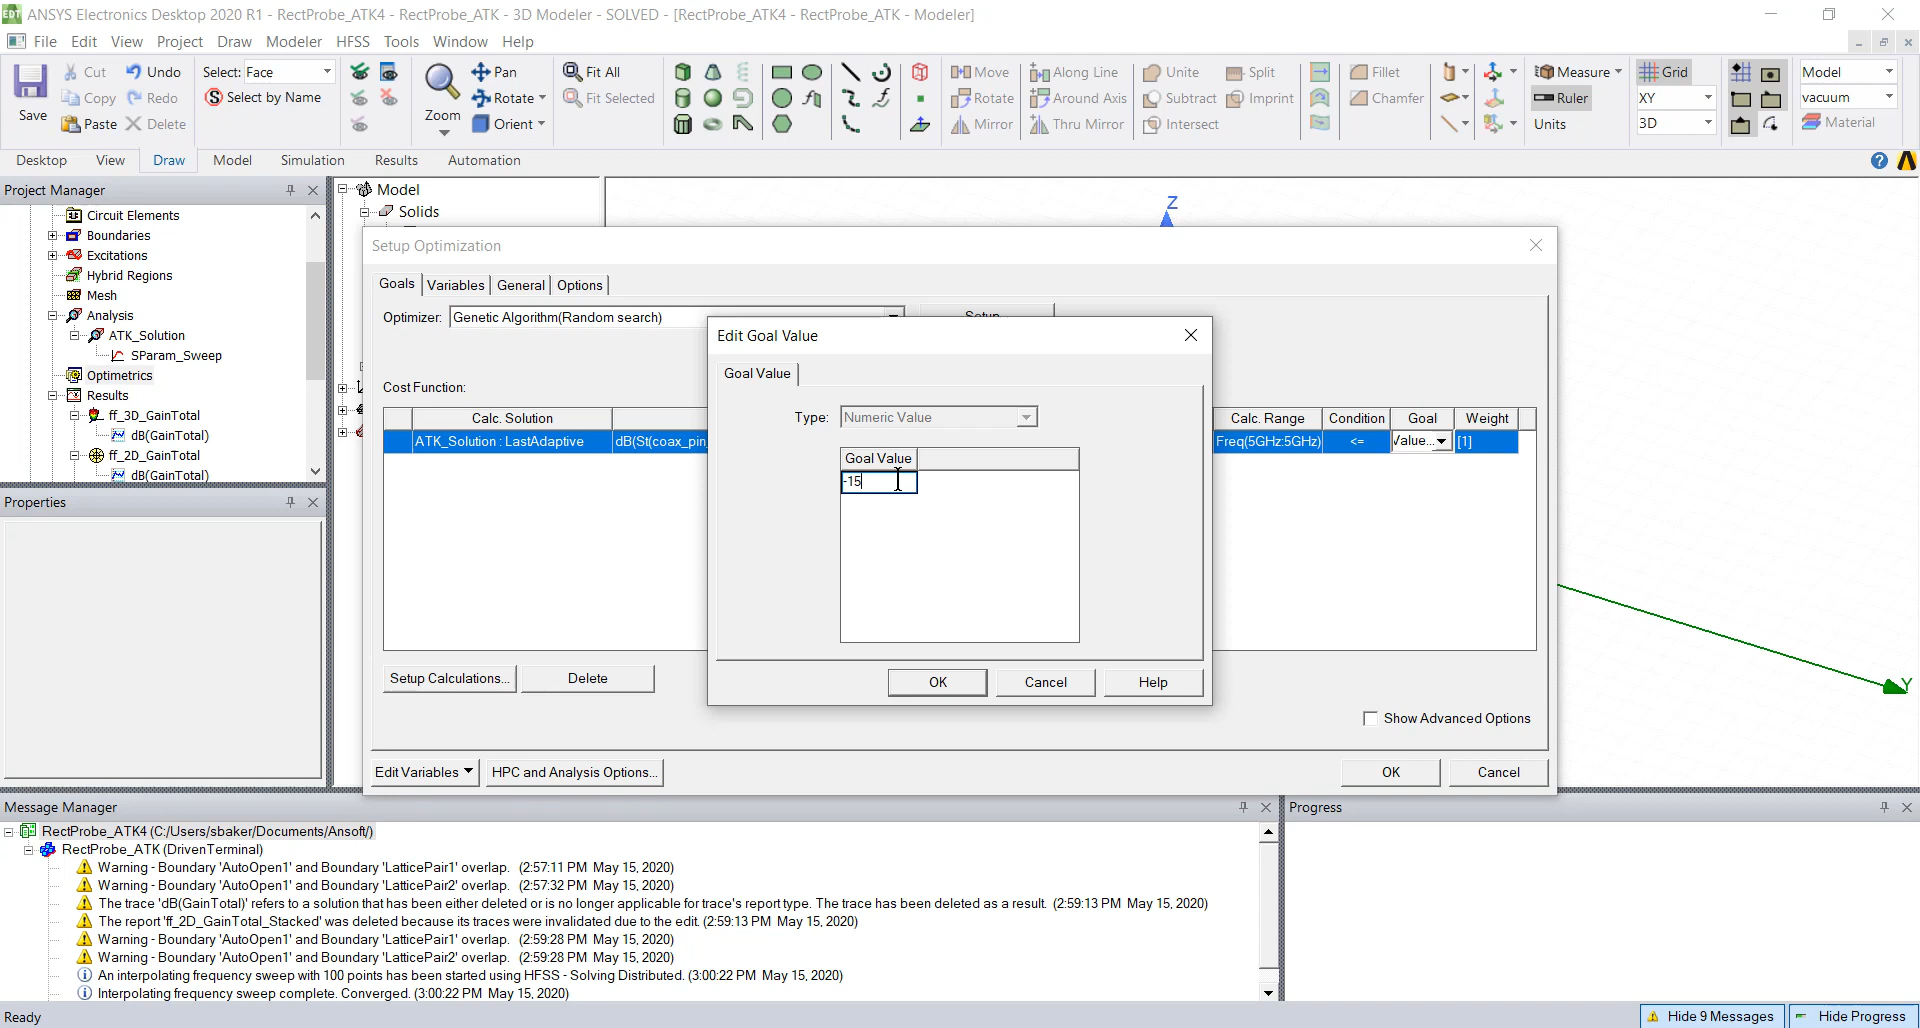 ANSYS Electronics Desktop 2020 R1 - RectProbe_ATK4 - RectProbe_ATK - 3D Modeler - SOLVED - [RectProbe_ATK4 - RectProbe_ATK - Modeler]
File Edit View Project Draw Modeler HFSS Tools Window Help
Save
Cut
Copy
Paste
Undo
Redo
Delete
Select: Face
Select by Name
Zoom
Pan
Rotate
Orient
Fit All
Fit Selected
Move
Rotate
Mirror
Along Line
Around Axis
Thru Mirror
Unite
Subtract
Intersect
Split
Imprint
Fillet
Chamfer
Measure
Ruler
Units
Grid
XY
3D
Model
vacuum
Material
Desktop View Draw Model Simulation Results Automation
Project Manager
Circuit Elements
Boundaries
Excitations
Hybrid Regions
Mesh
Analysis
ATK_Solution
SParam_Sweep
Optimetrics
Results
ff_3D_GainTotal
dB(GainTotal)
ff_2D_GainTotal
dB(GainTotal)
Properties
Model
Solids
Z
Y
Setup Optimization
Goals Variables General Options
Optimizer: Genetic Algorithm(Random search)
Setup...
Cost Function:
Calc. Solution Calc. Range Condition Goal Weight
ATK_Solution : LastAdaptive dB(St(coax_pin_ Freq(5GHz:5GHz) <= Value... [1]
Setup Calculations... Delete
Show Advanced Options
Edit Variables HPC and Analysis Options... OK Cancel
Edit Goal Value
Goal Value
Type: Numeric Value
Goal Value
-15
OK Cancel Help
Message Manager
RectProbe_ATK4 (C:/Users/sbaker/Documents/Ansoft/)
RectProbe_ATK (DrivenTerminal)
Warning - Boundary 'AutoOpen1' and Boundary 'LatticePair1' overlap. (2:57:11 PM May 15, 2020)
Warning - Boundary 'AutoOpen1' and Boundary 'LatticePair2' overlap. (2:57:32 PM May 15, 2020)
The trace 'dB(GainTotal)' refers to a solution that has been either deleted or is no longer applicable for trace's report type. The trace has been deleted as a result. (2:59:13 PM May 15, 2020)
The report 'ff_2D_GainTotal_Stacked' was deleted because its traces were invalidated due to the edit. (2:59:13 PM May 15, 2020)
Warning - Boundary 'AutoOpen1' and Boundary 'LatticePair1' overlap. (2:59:28 PM May 15, 2020)
Warning - Boundary 'AutoOpen1' and Boundary 'LatticePair2' overlap. (2:59:28 PM May 15, 2020)
An interpolating frequency sweep with 100 points has been started using HFSS - Solving Distributed. (3:00:22 PM May 15, 2020)
Interpolating frequency sweep complete. Converged. (3:00:22 PM May 15, 2020)
Progress
Ready
Hide 9 Messages
Hide Progress